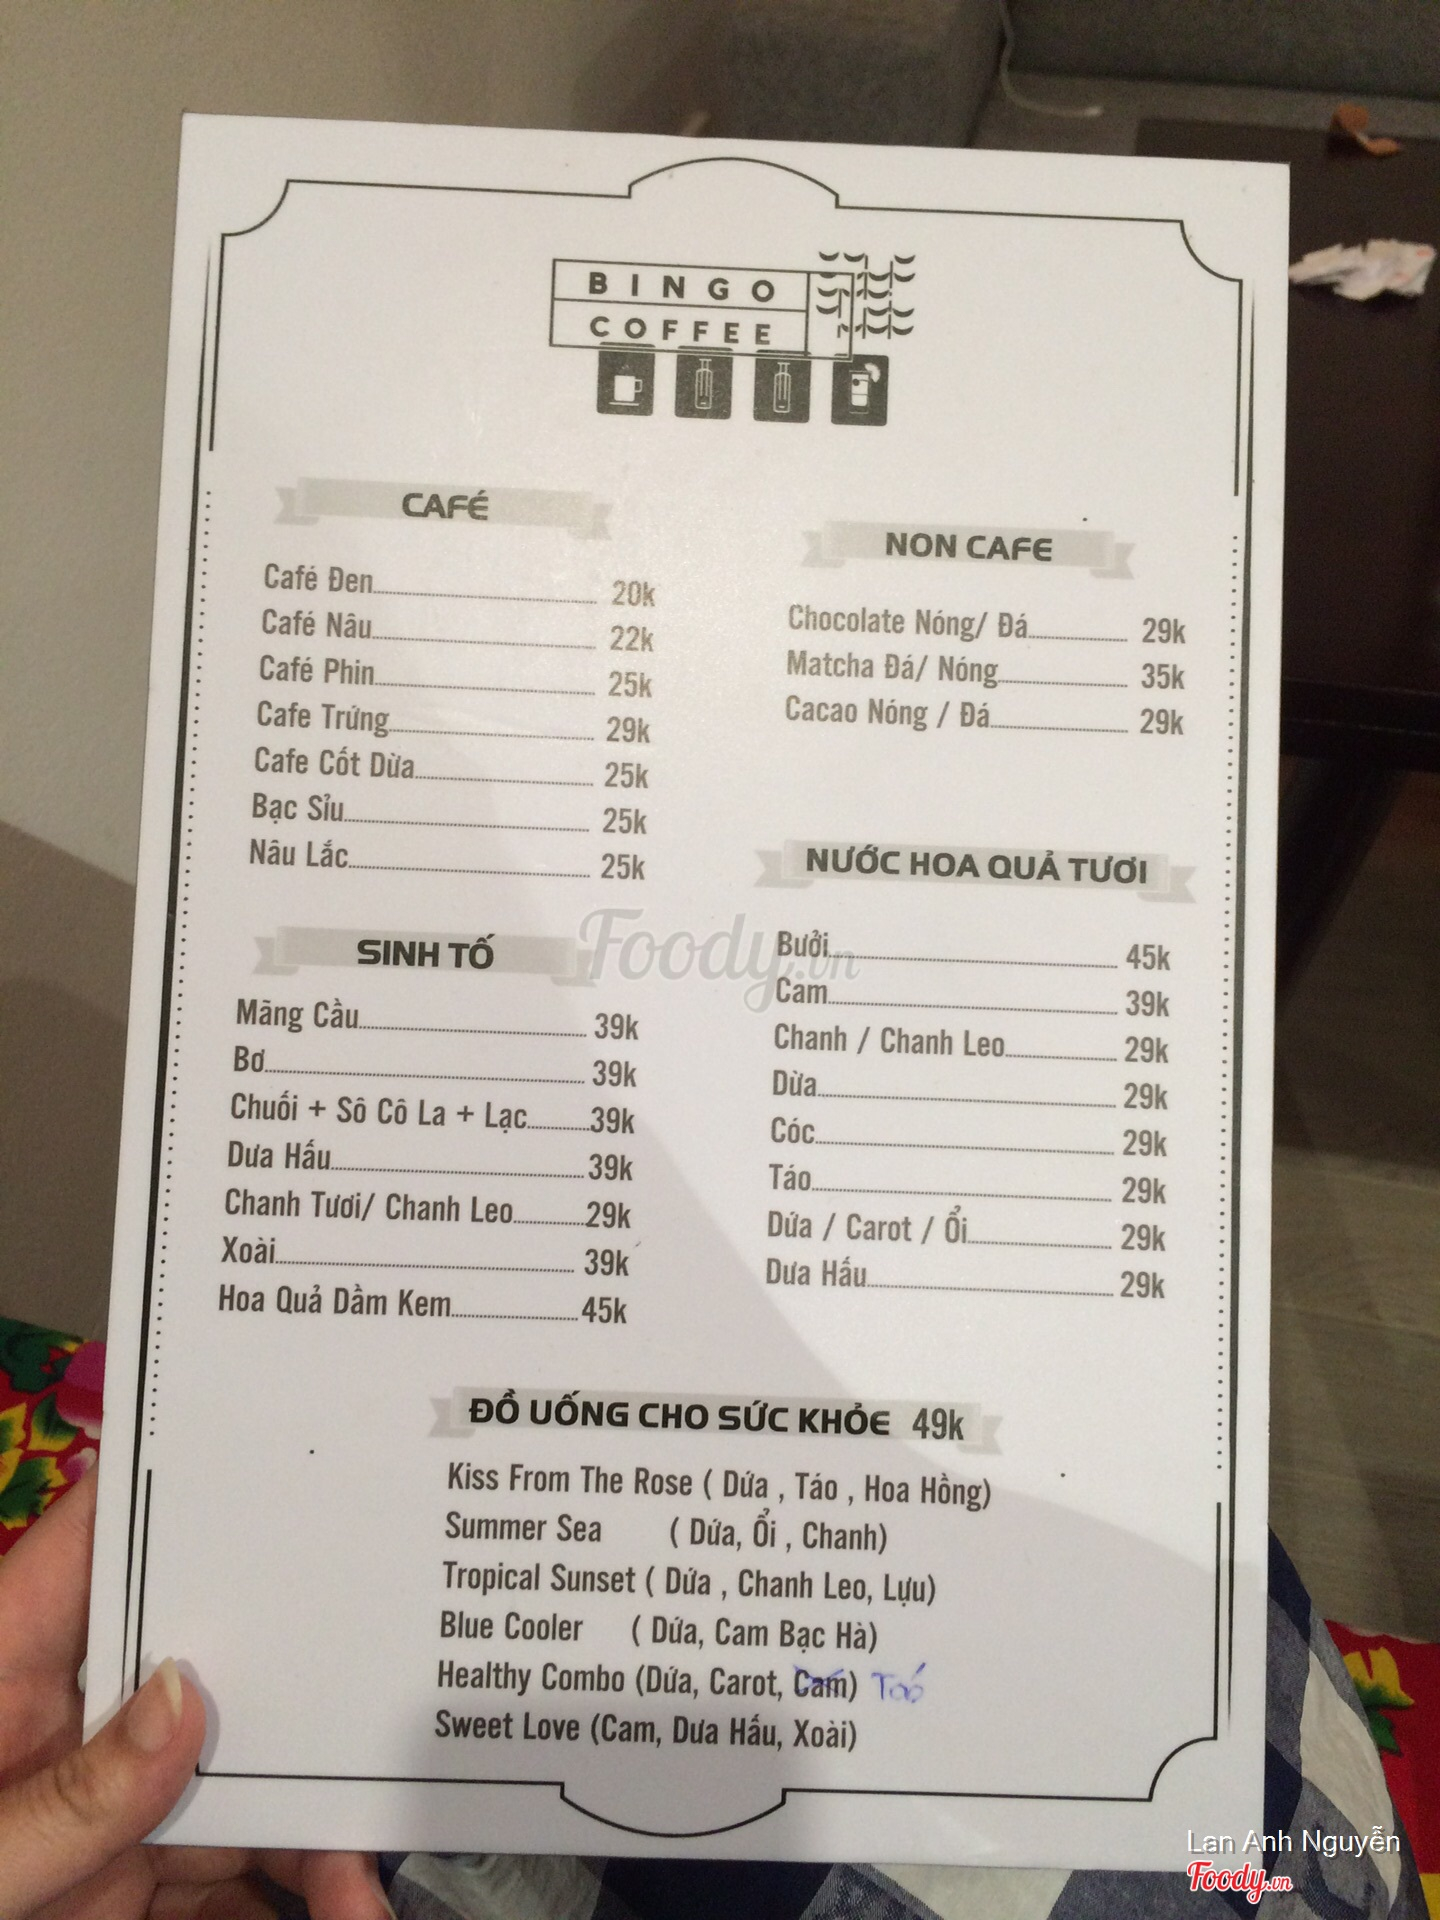 BINGO
COFFEE
CAFÉ
Café Đen 20k
Café Nâu 22k
Café Phin 25k
Cafe Trứng 29k
Cafe Cốt Dừa 25k
Bạc Sỉu 25k
Nâu Lắc 25k
SINH TỐ
Mãng Cầu 39k
Bơ 39k
Chuối + Sô Cô La + Lạc 39k
Dưa Hấu 39k
Chanh Tươi/ Chanh Leo 29k
Xoài 39k
Hoa Quả Dầm Kem 45k
NON CAFE
Chocolate Nóng/ Đá 29k
Matcha Đá/ Nóng 35k
Cacao Nóng / Đá 29k
NƯỚC HOA QUẢ TƯƠI
Bưởi 45k
Cam 39k
Chanh / Chanh Leo 29k
Dừa 29k
Cóc 29k
Táo 29k
Dứa / Carot / Ổi 29k
Dưa Hấu 29k
ĐỒ UỐNG CHO SỨC KHỎE 49k
Kiss From The Rose ( Dứa , Táo , Hoa Hồng)
Summer Sea ( Dứa, Ổi , Chanh)
Tropical Sunset ( Dứa , Chanh Leo, Lựu)
Blue Cooler ( Dứa, Cam Bạc Hà)
Healthy Combo (Dứa, Carot, Cam) Táo
Sweet Love (Cam, Dưa Hấu, Xoài)
Foody.vn
Lan Anh Nguyễn
Foody.vn